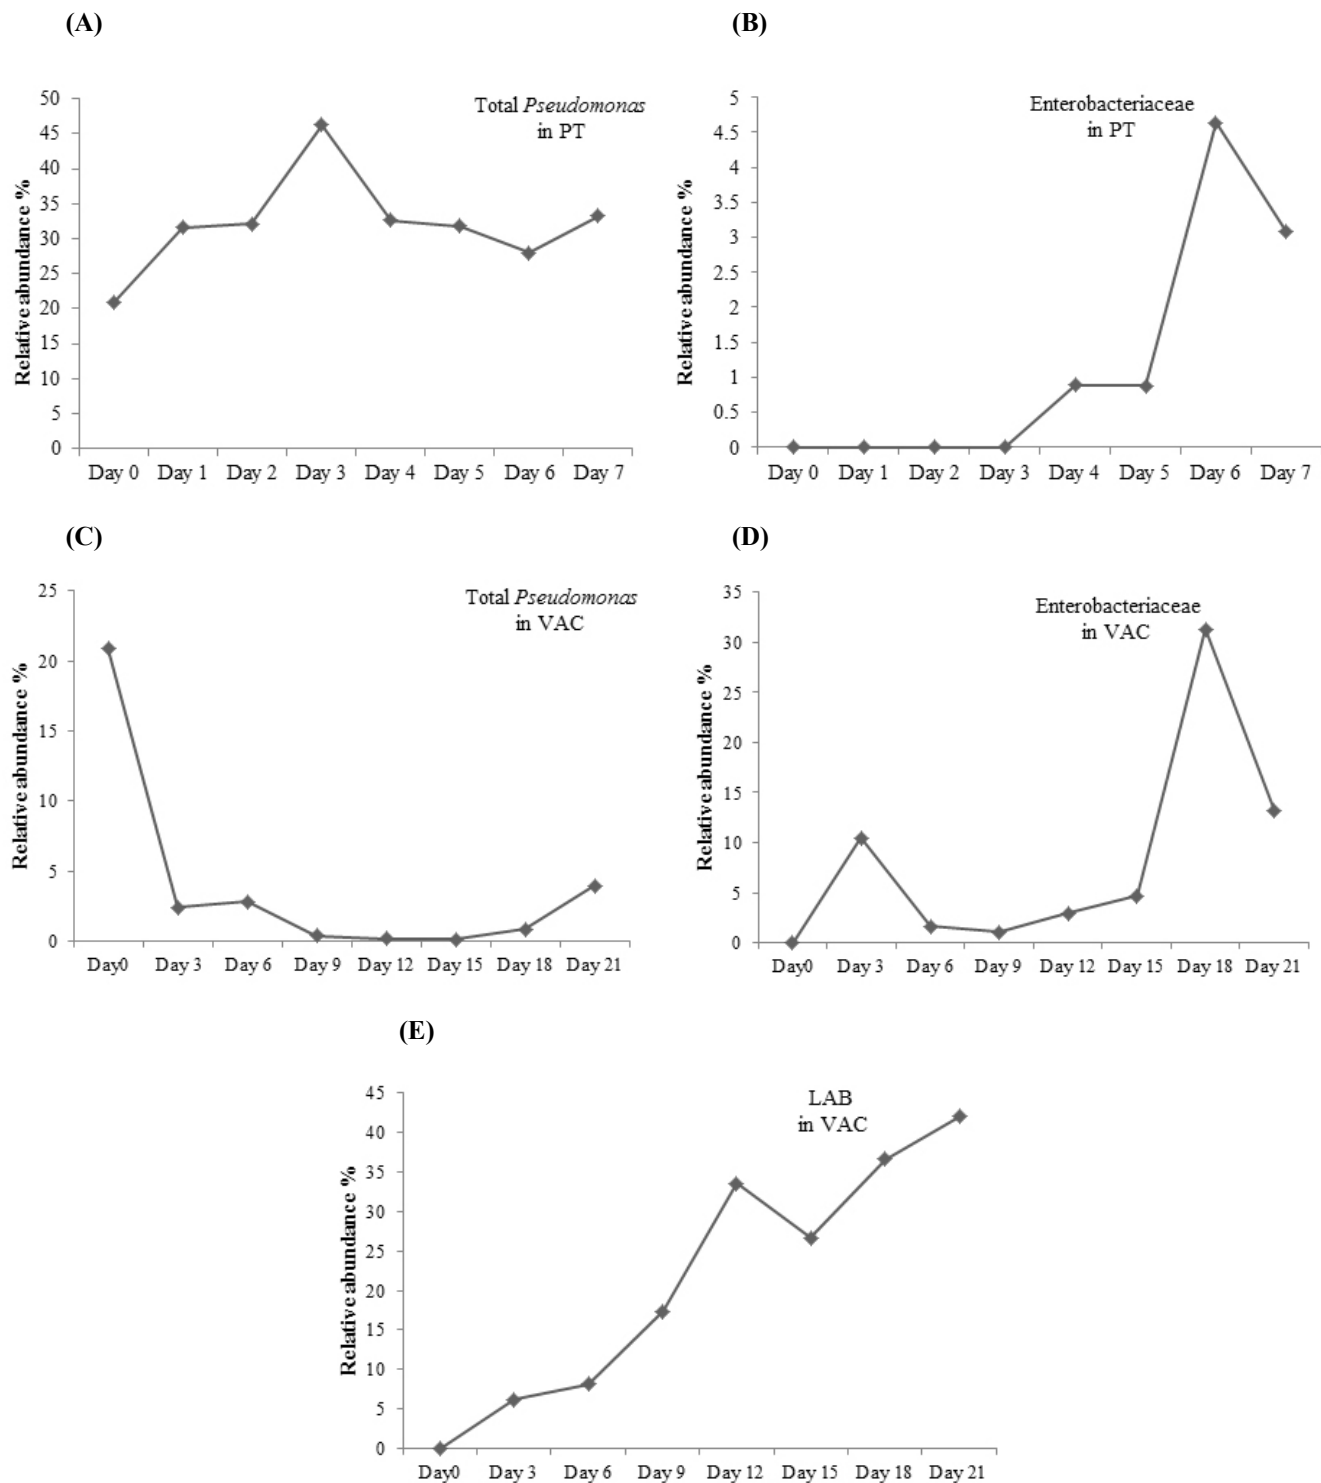 (A)
Total Pseudomonas
in PT
Relative abundance %
50
45
40
35
30
25
20
15
10
5
0
Day 0 Day 1 Day 2 Day 3 Day 4 Day 5 Day 6 Day 7
(B)
Enterobacteriaceae
in PT
Relative abundance %
5
4.5
4
3.5
3
2.5
2
1.5
1
0.5
0
Day 0 Day 1 Day 2 Day 3 Day 4 Day 5 Day 6 Day 7
(C)
Total Pseudomonas
in VAC
Relative abundance %
25
20
15
10
5
0
Day0 Day 3 Day 6 Day 9 Day 12 Day 15 Day 18 Day 21
(D)
Enterobacteriaceae
in VAC
Relative abundance %
35
30
25
20
15
10
5
0
Day0 Day 3 Day 6 Day 9 Day 12 Day 15 Day 18 Day 21
(E)
LAB
in VAC
Relative abundance %
45
40
35
30
25
20
15
10
5
0
Day0 Day 3 Day 6 Day 9 Day 12 Day 15 Day 18 Day 21